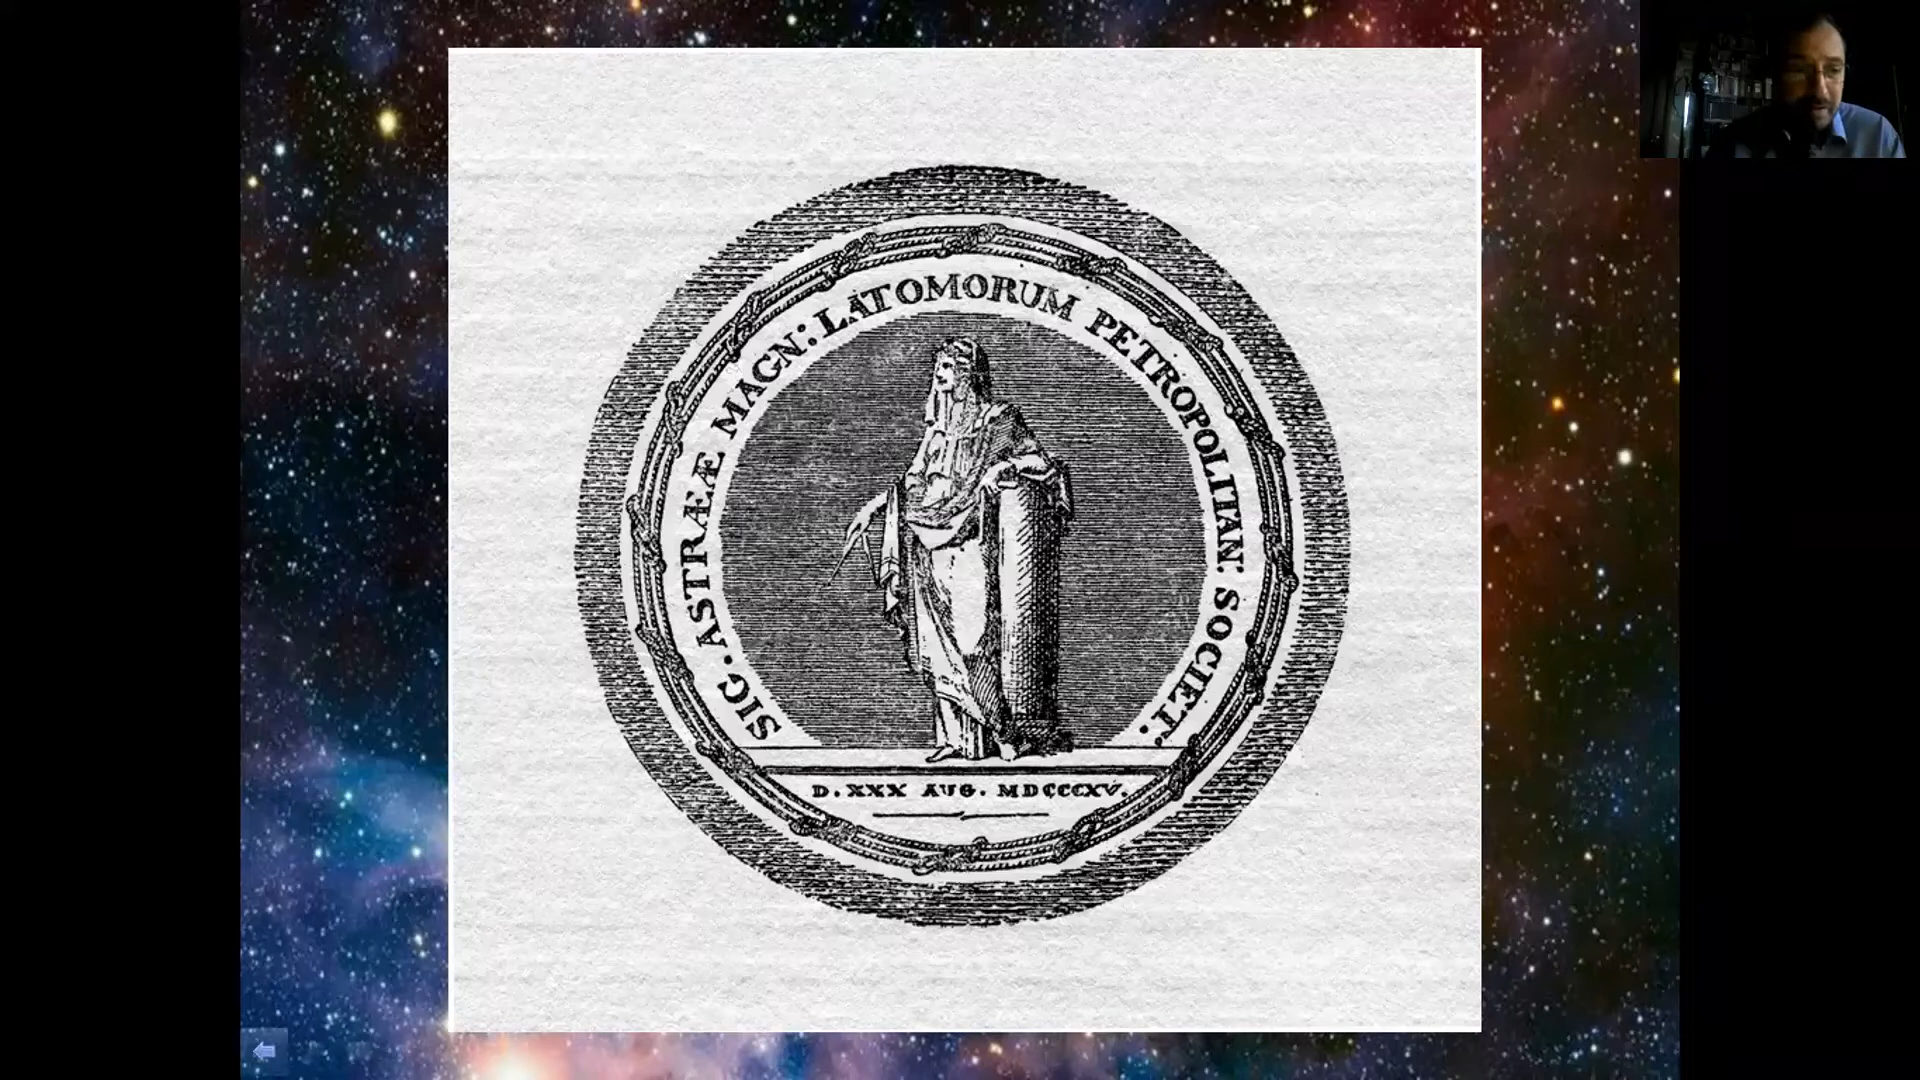 SIG. ASTRÆÆ MAGN: LATOMORUM PETROPOLITAN: SOCIET:
D. XXX AUG. MDCCCXV.